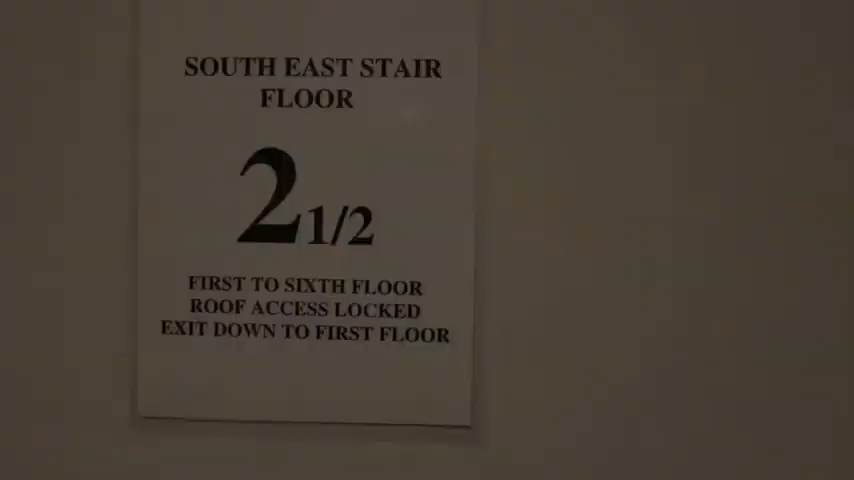 SOUTH EAST STAIR
FLOOR
2 1/2
FIRST TO SIXTH FLOOR
ROOF ACCESS LOCKED
EXIT DOWN TO FIRST FLOOR